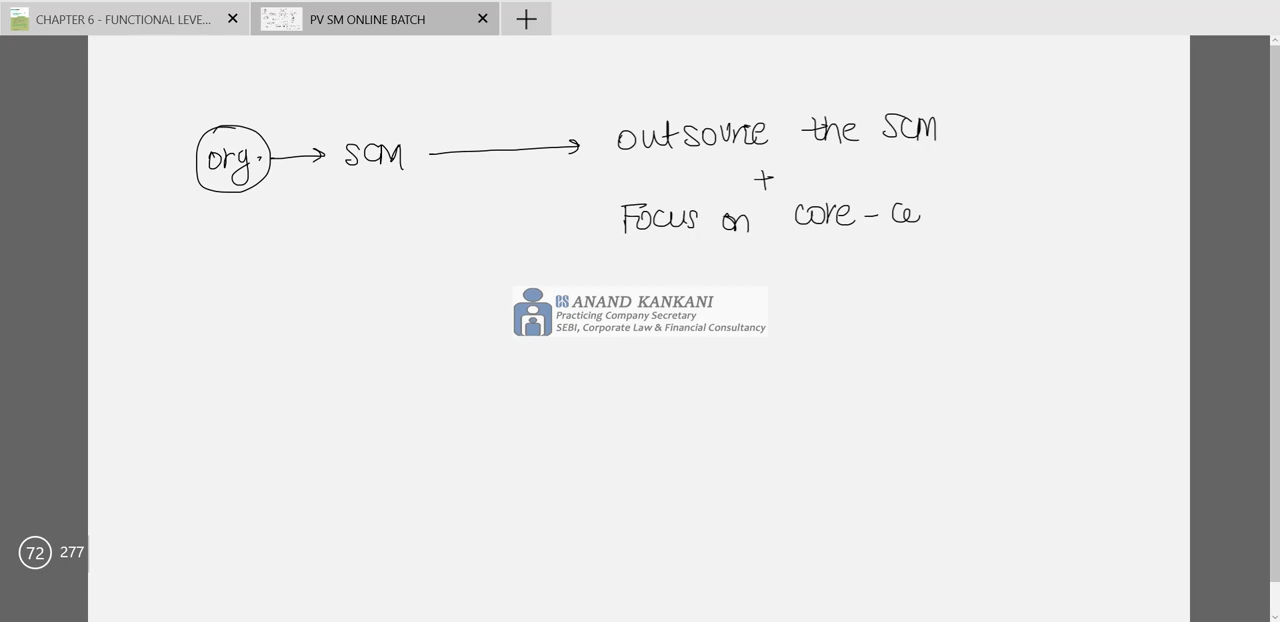 CHAPTER 6 - FUNCTIONAL LEVE...
PV SM ONLINE BATCH
org. → SCM → outsource the SCM
+
Focus on core - ce
CS ANAND KANKANI
Practicing Company Secretary
SEBI, Corporate Law & Financial Consultancy
72 277